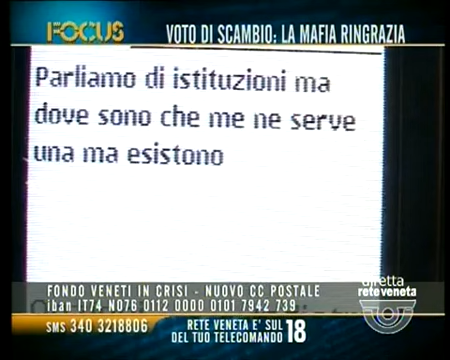 FOCUS
VOTO DI SCAMBIO: LA MAFIA RINGRAZIA
Parliamo di istituzioni ma
dove sono che me ne serve
una ma esistono
FONDO VENETI IN CRISI - NUOVO CC POSTALE
iban IT74 N076 0112 0000 0101 7942 739
diretta
reteveneta
SMS 340 3218806
RETE VENETA E' SUL
DEL TUO TELECOMANDO 18